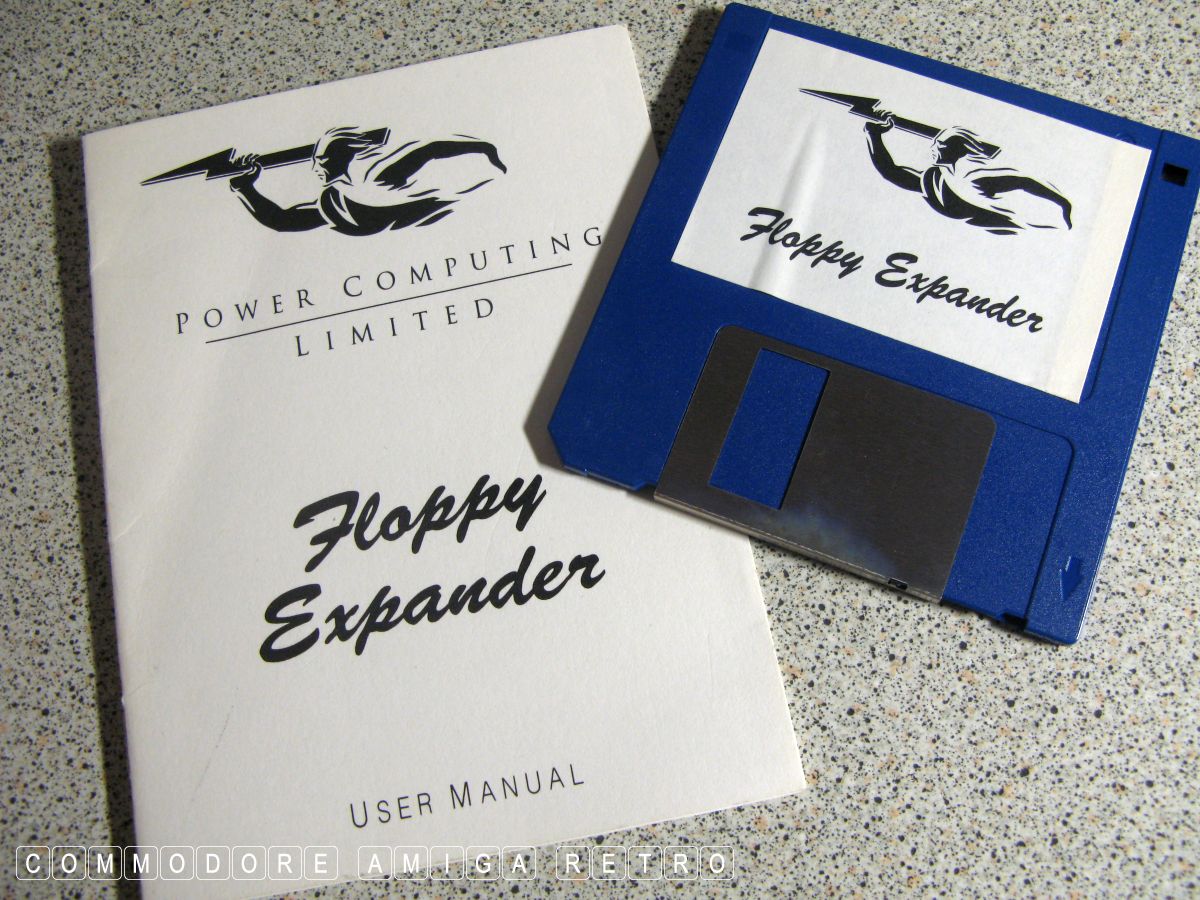 POWER COMPUTING
LIMITED
Floppy
Expander
USER MANUAL
Floppy Expander
COMMODORE AMIGA RETRO